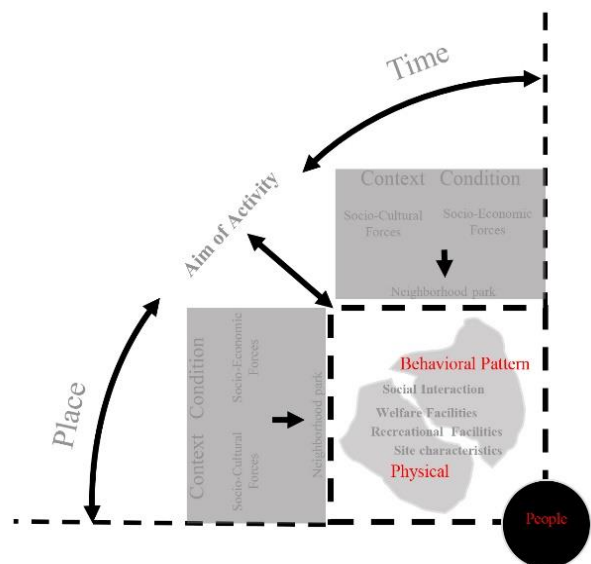 Time
Context Condition
Socio-Cultural Socio-Economic
Forces Forces
Neighborhood park
Aim of Activity
Place
Context Condition
Socio-Cultural Socio-Economic
Forces Forces
Neighborhood park
Behavioral Pattern
Social Interaction
Welfare Facilities
Recreational Facilities
Site characteristics
Physical
People